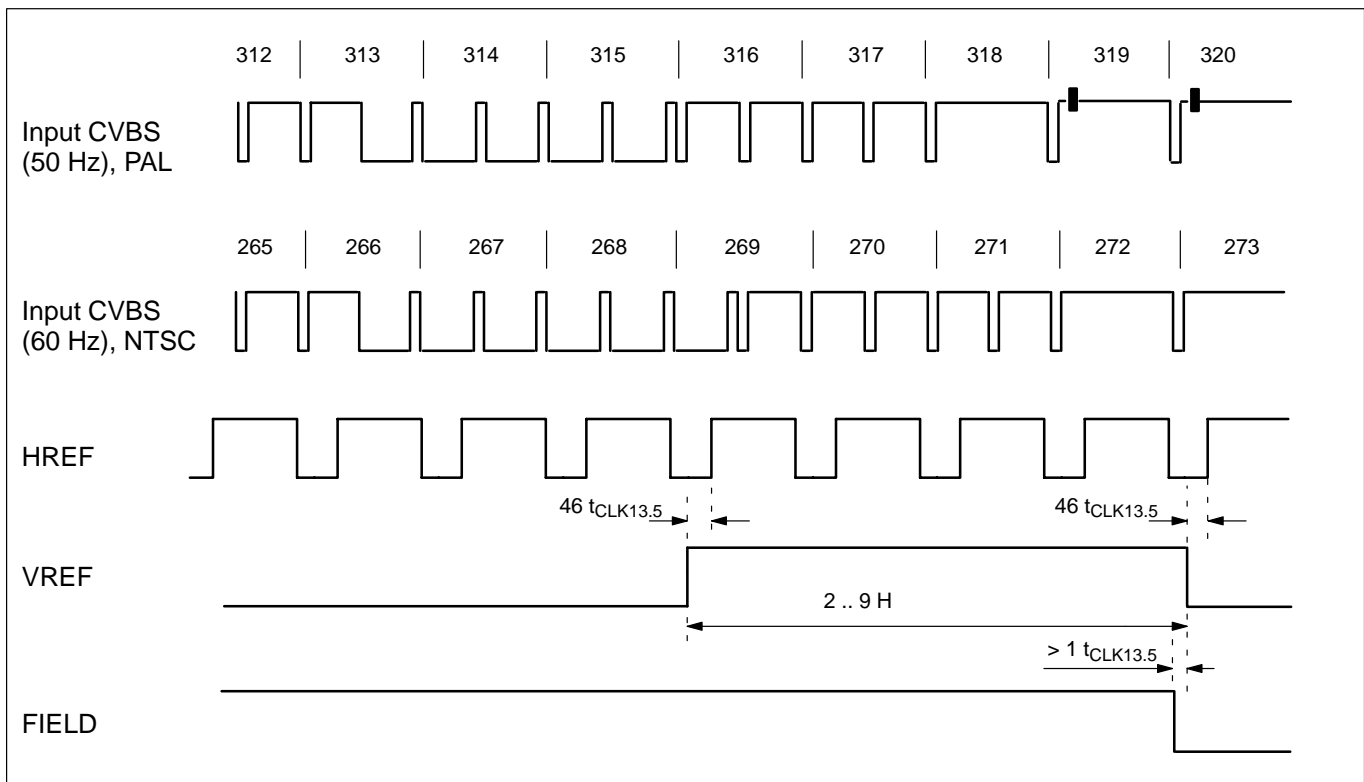 312 | 313 | 314 | 315 | 316 | 317 | 318 | 319 | 320
Input CVBS
(50 Hz), PAL
265 | 266 | 267 | 268 | 269 | 270 | 271 | 272 | 273
Input CVBS
(60 Hz), NTSC
HREF
46 tCLK13.5 46 tCLK13.5
VREF
2 .. 9 H
> 1 tCLK13.5
FIELD